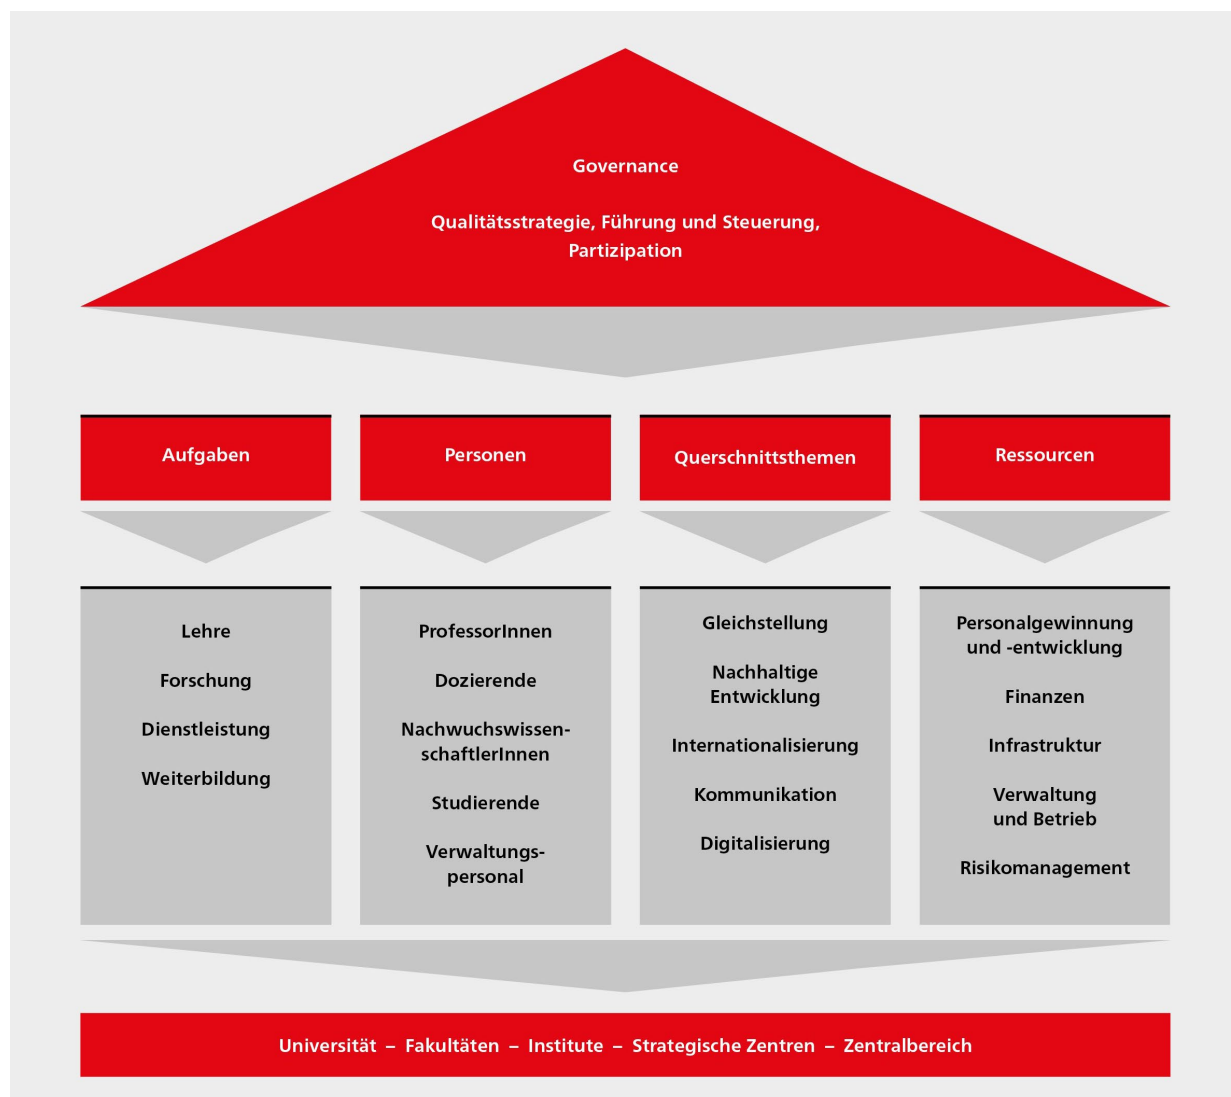 Governance
Qualitätsstrategie, Führung und Steuerung,
Partizipation
Aufgaben
Personen
Querschnittsthemen
Ressourcen
Lehre
Forschung
Dienstleistung
Weiterbildung
ProfessorInnen
Dozierende
Nachwuchswissen-
schaftlerInnen
Studierende
Verwaltungs-
personal
Gleichstellung
Nachhaltige
Entwicklung
Internationalisierung
Kommunikation
Digitalisierung
Personalgewinnung
und -entwicklung
Finanzen
Infrastruktur
Verwaltung
und Betrieb
Risikomanagement
Universität – Fakultäten – Institute – Strategische Zentren – Zentralbereich